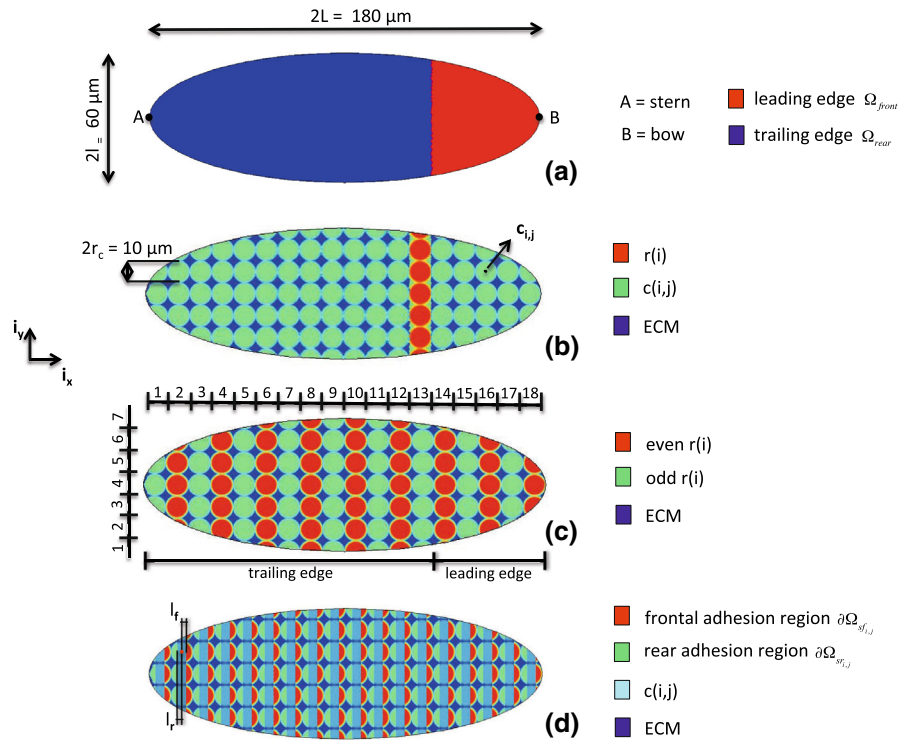 2L = 180 µm
2l = 60 µm
A
B
(a)
A = stern
B = bow
leading edge Ω_front
trailing edge Ω_rear
2r_c = 10 µm
c_i,j
(b)
r(i)
c(i,j)
ECM
i_y
i_x
1 2 3 4 5 6 7 8 9 10 11 12 13 14 15 16 17 18
7
6
5
4
3
2
1
(c)
even r(i)
odd r(i)
ECM
trailing edge
leading edge
l_f
l_r
(d)
frontal adhesion region ∂Ω_sf_i,j
rear adhesion region ∂Ω_sr_i,j
c(i,j)
ECM